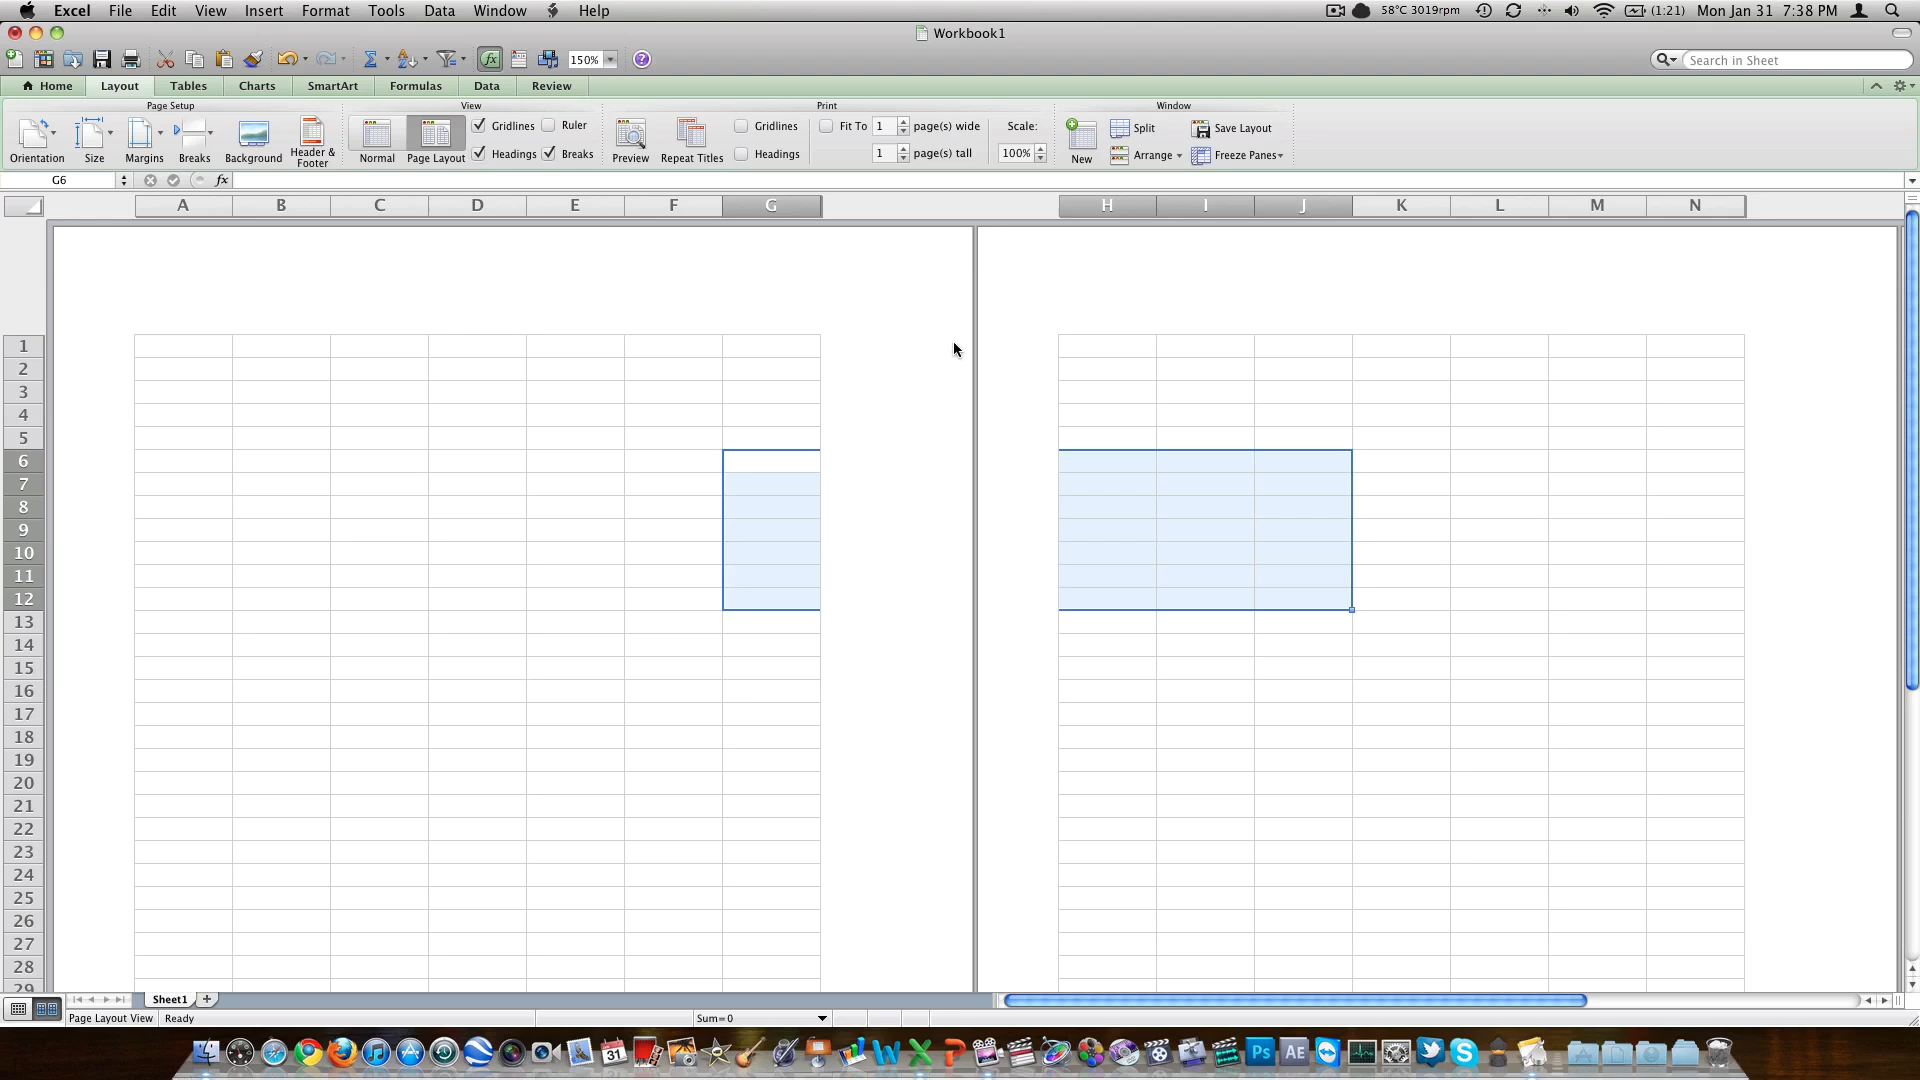 Excel File Edit View Insert Format Tools Data Window Help 58°C 3019rpm (1:21) Mon Jan 31 7:38 PM
Workbook1
fx 150% ? Search in Sheet
Home Layout Tables Charts SmartArt Formulas Data Review
Page Setup View Print Window
Gridlines Ruler Gridlines Fit To 1 page(s) wide Scale: Split Save Layout
Orientation Size Margins Breaks Background Header & Footer Normal Page Layout Headings Breaks Preview Repeat Titles Headings 1 page(s) tall 100% New Arrange Freeze Panes
G6 fx
A B C D E F G H I J K L M N
1
2
3
4
5
6
7
8
9
10
11
12
13
14
15
16
17
18
19
20
21
22
23
24
25
26
27
28
29
Sheet1 +
Page Layout View Ready Sum=0
31 W X P Ps AE S